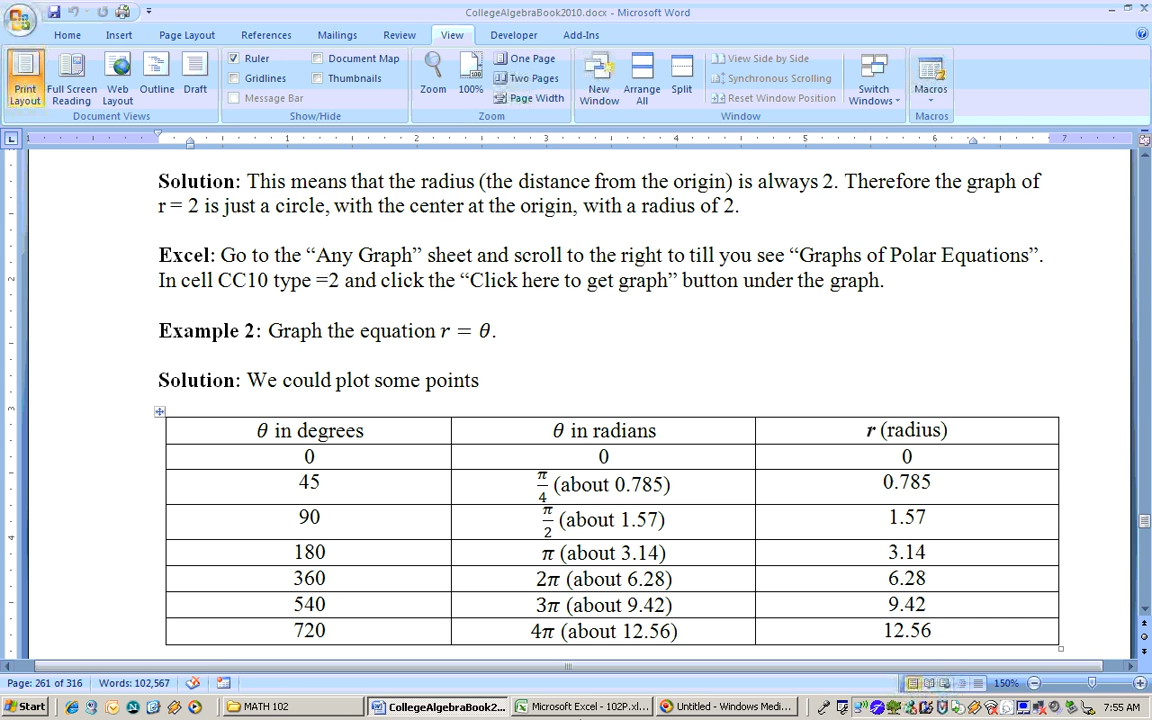 CollegeAlgebraBook2010.docx - Microsoft Word
Home Insert Page Layout References Mailings Review View Developer Add-Ins
Ruler Document Map One Page View Side by Side
Gridlines Thumbnails Two Pages Synchronous Scrolling
Message Bar Page Width Reset Window Position
Print Layout Full Screen Reading Web Layout Outline Draft Zoom 100% New Window Arrange All Split Switch Windows Macros
Document Views Show/Hide Zoom Window Macros
1 1 2 3 4 5 6 7
Solution: This means that the radius (the distance from the origin) is always 2. Therefore the graph of
r = 2 is just a circle, with the center at the origin, with a radius of 2.
Excel: Go to the “Any Graph” sheet and scroll to the right to till you see “Graphs of Polar Equations”.
In cell CC10 type =2 and click the “Click here to get graph” button under the graph.
Example 2: Graph the equation r = θ.
Solution: We could plot some points
θ in degrees θ in radians r (radius)
0 0 0
45 π/4 (about 0.785) 0.785
90 π/2 (about 1.57) 1.57
180 π (about 3.14) 3.14
360 2π (about 6.28) 6.28
540 3π (about 9.42) 9.42
720 4π (about 12.56) 12.56
Page: 261 of 316 Words: 102,567 150%
Start MATH 102 CollegeAlgebraBook2... Microsoft Excel - 102P.xl... Untitled - Windows Medi... 7:55 AM